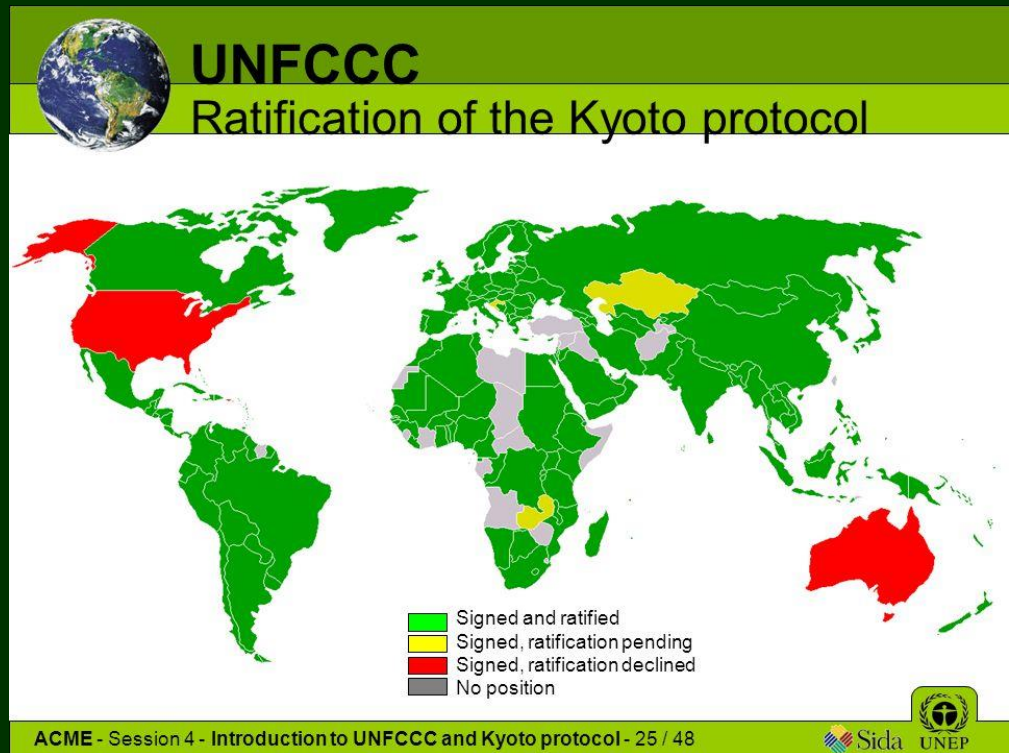 UNFCCC
Ratification of the Kyoto protocol
Signed and ratified
Signed, ratification pending
Signed, ratification declined
No position
ACME - Session 4 - Introduction to UNFCCC and Kyoto protocol - 25 / 48
Sida
UNEP